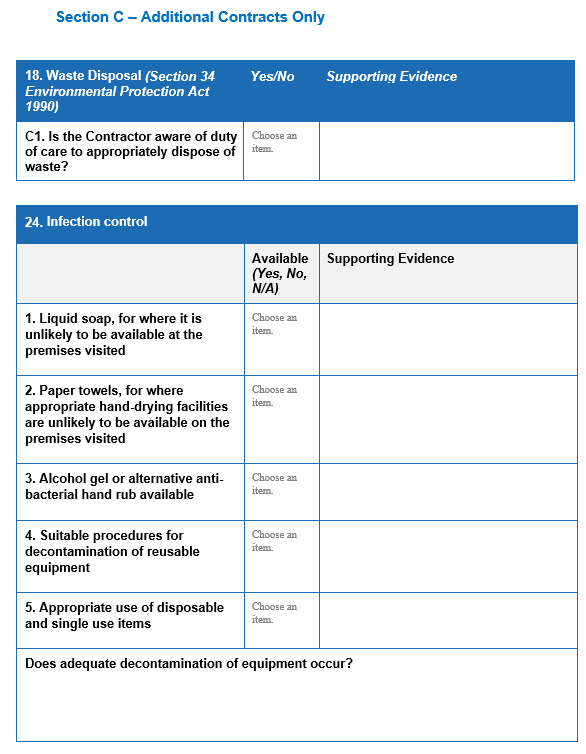 Section C – Additional Contracts Only
18. Waste Disposal (Section 34 Environmental Protection Act 1990)
Yes/No
Supporting Evidence
C1. Is the Contractor aware of duty of care to appropriately dispose of waste?
Choose an item.
24. Infection control
Available (Yes, No, N/A)
Supporting Evidence
1. Liquid soap, for where it is unlikely to be available at the premises visited
Choose an item.
2. Paper towels, for where appropriate hand-drying facilities are unlikely to be available on the premises visited
Choose an item.
3. Alcohol gel or alternative anti-bacterial hand rub available
Choose an item.
4. Suitable procedures for decontamination of reusable equipment
Choose an item.
5. Appropriate use of disposable and single use items
Choose an item.
Does adequate decontamination of equipment occur?